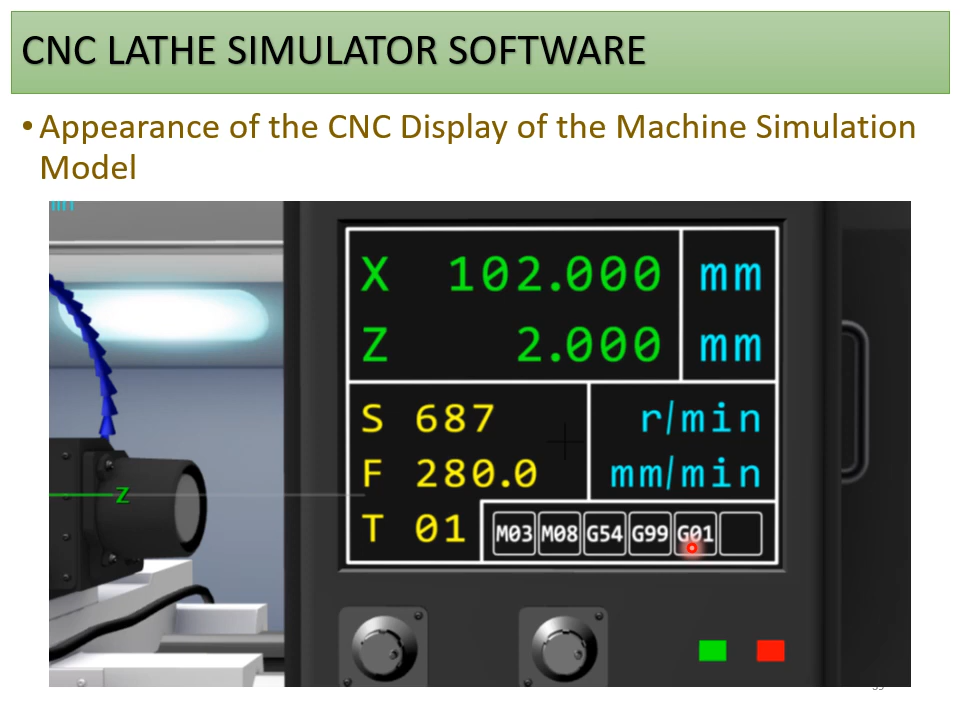 CNC LATHE SIMULATOR SOFTWARE
• Appearance of the CNC Display of the Machine Simulation
Model
X 102.000 mm
Z 2.000 mm
S 687 r/min
F 280.0 mm/min
T 01 M03 M08 G54 G99 G01
Z